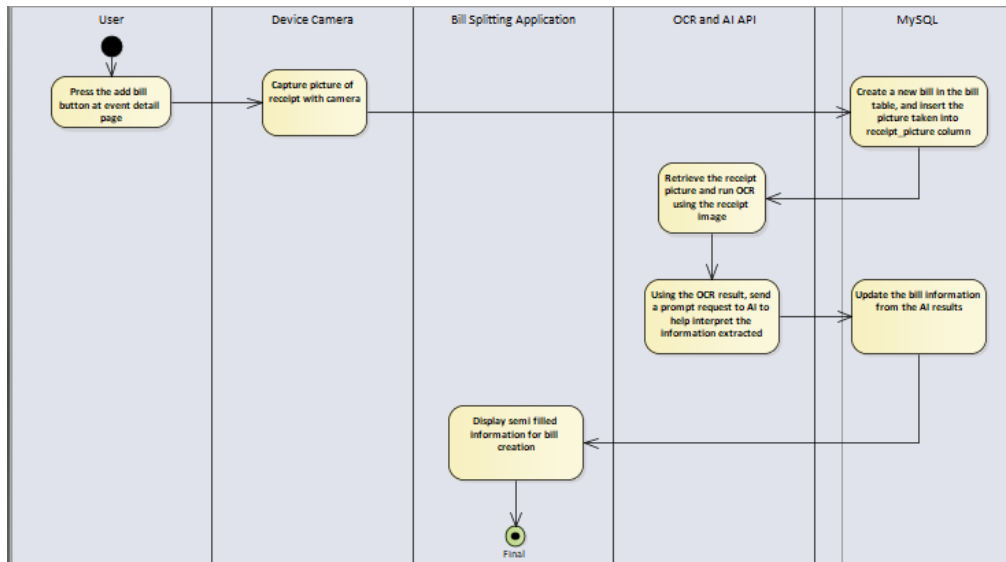 User
Device Camera
Bill Splitting Application
OCR and AI API
MySQL
Press the add bill
button at event detail
page
Capture picture of
receipt with camera
Create a new bill in the bill
table, and insert the
picture taken into
receipt_picture column
Retrieve the receipt
picture and run OCR
using the receipt
image
Using the OCR result, send
a prompt request to AI to
help interpret the
information extracted
Update the bill information
from the AI results
Display semi filled
information for bill
creation
Final